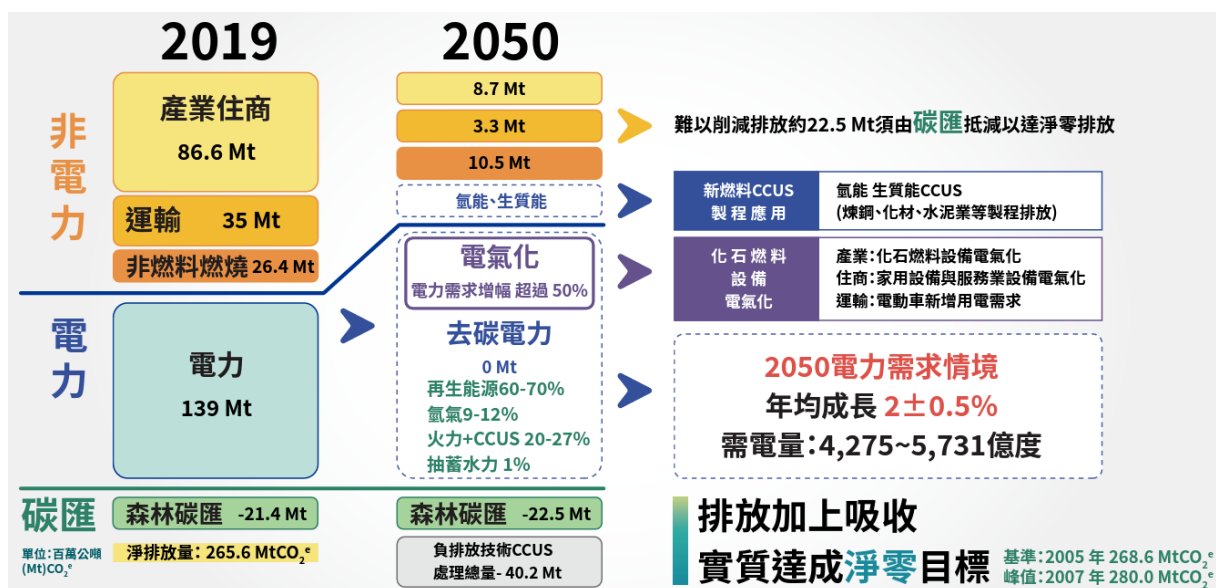 2019
2050
非電力
產業住商
86.6 Mt
運輸 35 Mt
非燃料燃燒 26.4 Mt
8.7 Mt
3.3 Mt
10.5 Mt
氫能、生質能
難以削減排放約22.5 Mt須由碳匯抵減以達淨零排放
新燃料CCUS
製程應用
氫能 生質能CCUS
(煉鋼、化材、水泥業等製程排放)
電力
電力
139 Mt
電氣化
電力需求增幅 超過 50%
去碳電力
0 Mt
再生能源60-70%
氫氣9-12%
火力+CCUS 20-27%
抽蓄水力 1%
化石燃料
設備
電氣化
產業:化石燃料設備電氣化
住商:家用設備與服務業設備電氣化
運輸:電動車新增用電需求
2050電力需求情境
年均成長 2±0.5%
需電量:4,275~5,731億度
碳匯
單位:百萬公噸
(Mt)CO₂ᵉ
森林碳匯 -21.4 Mt
淨排放量: 265.6 MtCO₂ᵉ
森林碳匯 -22.5 Mt
負排放技術CCUS
處理總量- 40.2 Mt
排放加上吸收
實質達成淨零目標
基準:2005 年 268.6 MtCO₂ᵉ
峰值:2007 年 280.0 MtCO₂ᵉ